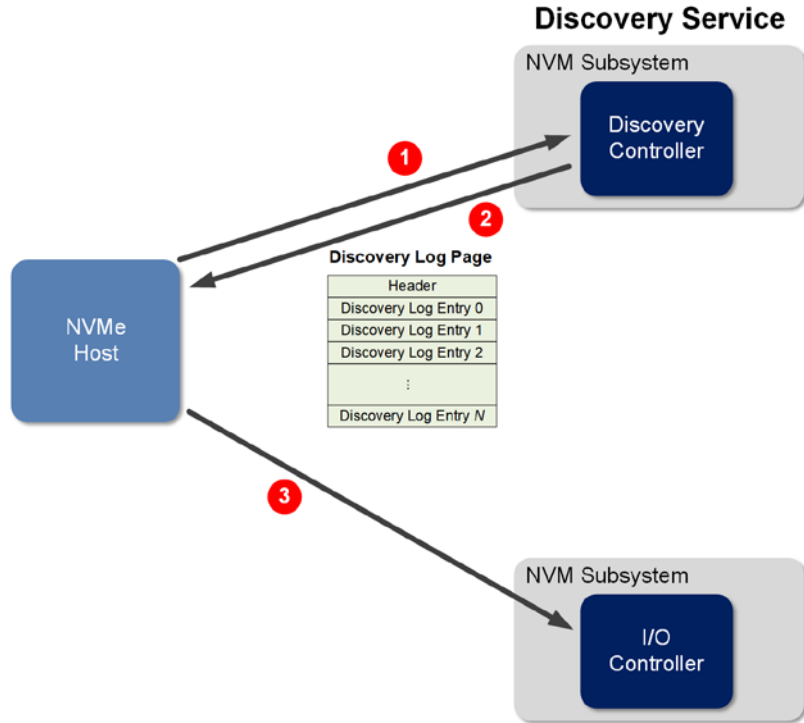 Discovery Service
NVM Subsystem
Discovery
Controller
1
2
Discovery Log Page
Header
Discovery Log Entry 0
Discovery Log Entry 1
Discovery Log Entry 2
⋮
Discovery Log Entry N
NVMe
Host
3
NVM Subsystem
I/O
Controller